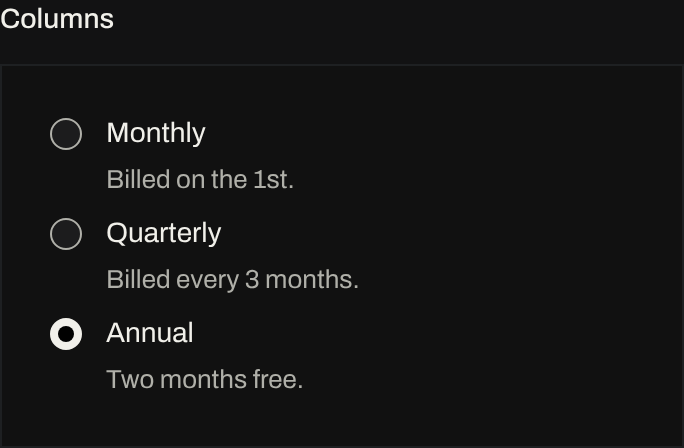 Columns
Monthly
Billed on the 1st.
Quarterly
Billed every 3 months.
Annual
Two months free.